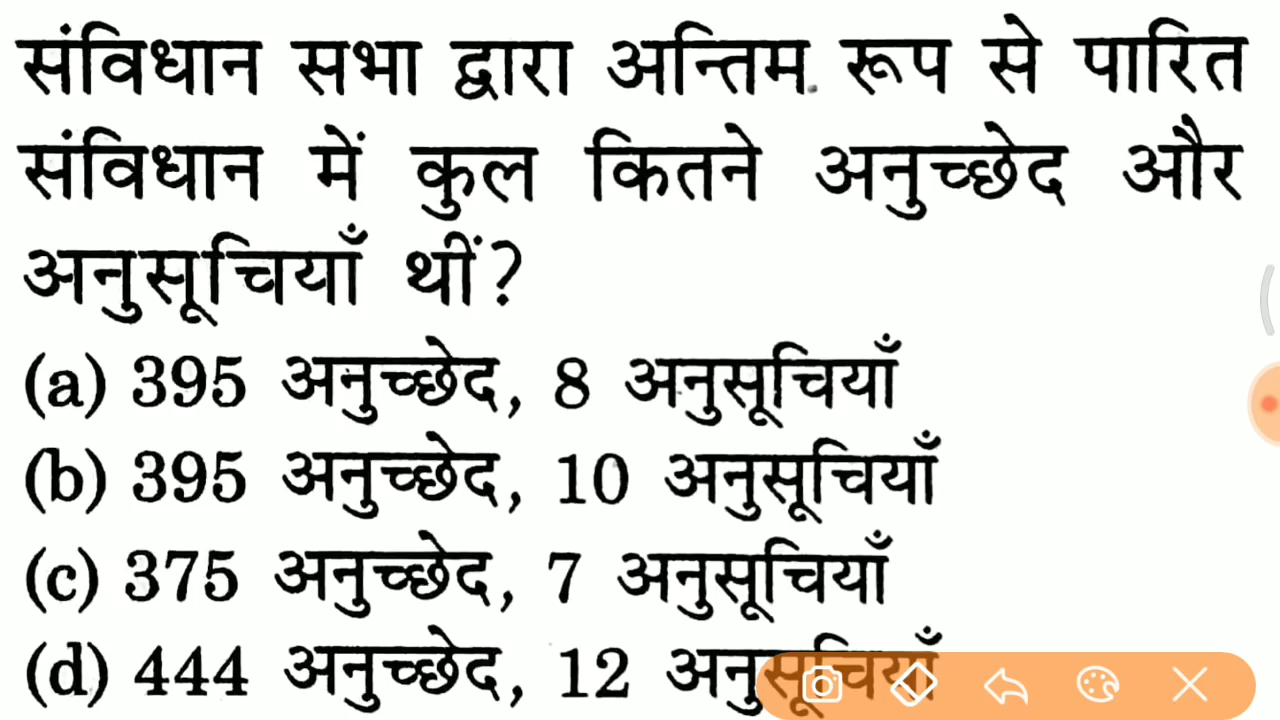 संविधान सभा द्वारा अन्तिम रूप से पारित
संविधान में कुल कितने अनुच्छेद और
अनुसूचियाँ थीं?
(a) 395 अनुच्छेद, 8 अनुसूचियाँ
(b) 395 अनुच्छेद, 10 अनुसूचियाँ
(c) 375 अनुच्छेद, 7 अनुसूचियाँ
(d) 444 अनुच्छेद, 12 अनुसूचियाँ